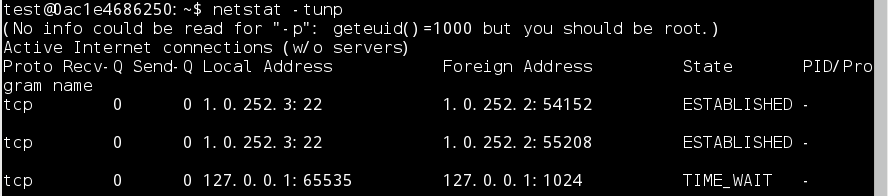 test@0ac1e4686250:~$ netstat -tunp
(No info could be read for "-p": geteuid()=1000 but you should be root.)
Active Internet connections (w/o servers)
Proto Recv-Q Send-Q Local Address           Foreign Address         State       PID/Pro
gram name
tcp        0      0 1.0.252.3:22            1.0.252.2:54152         ESTABLISHED -
tcp        0      0 1.0.252.3:22            1.0.252.2:55208         ESTABLISHED -
tcp        0      0 127.0.0.1:65535         127.0.0.1:1024          TIME_WAIT   -